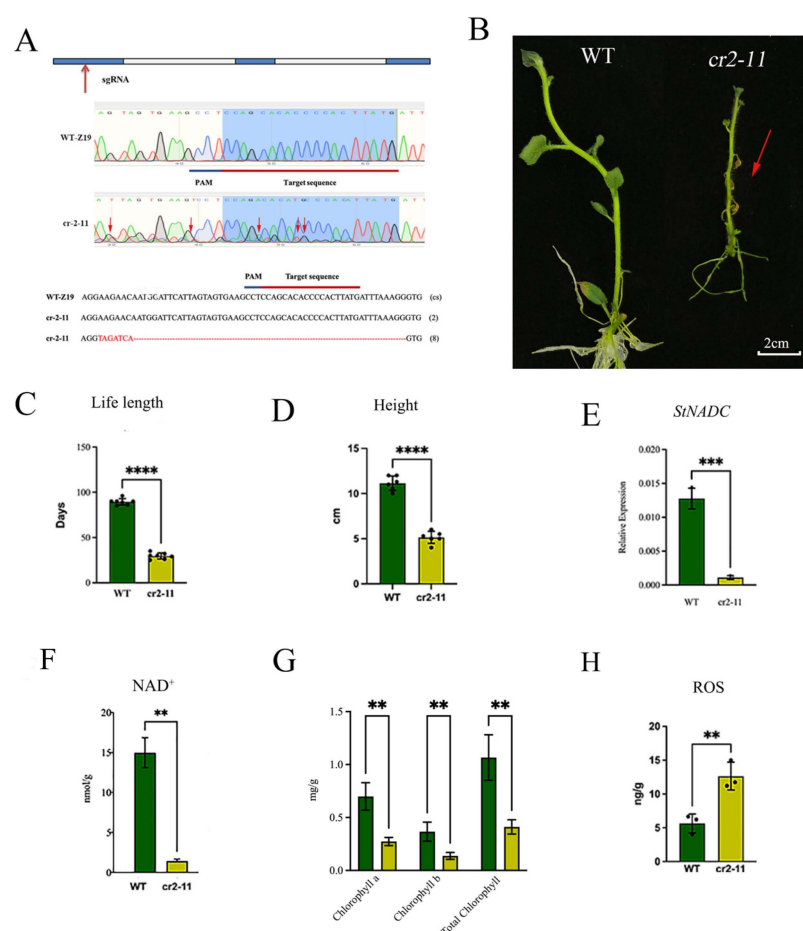 A
sgRNA
A G T A G T G A A G C C T C C A G C A C A C C C C A C T T A T G A T T
WT-Z19
PAM Target sequence
A T T A G T G A A G T
cr-2-11
PAM Target sequence
WT-Z19 AGGAAGAACAATGGATTCATTAGTAGTGAAGCCTCCAGCACACCCCACTTATGATTTAAAGGGTG (cs)
cr-2-11 AGGAAGAACAATGGATTCATTAGTAGTGAAGCCTCCAGCACACCCCACTTATGATTTAAAGGGTG (2)
cr-2-11 AGGTAGATCA---GTG (8)
B
WT cr2-11
2cm
C
Life length
****
150
100
50
0
Days
WT cr2-11
D
Height
****
15
10
5
0
cm
WT cr2-11
E
StNADC
***
0.020
0.015
0.010
0.005
0.000
Relative Expression
WT cr2-11
F
NAD+
**
20
15
10
5
0
nmol/g
WT cr2-11
G
** ** **
1.5
1.0
0.5
0.0
mg/g
Chlorophyll a
Chlorophyll b
Total Chlorophyll
H
ROS
**
20
15
10
5
0
ng/g
WT cr2-11